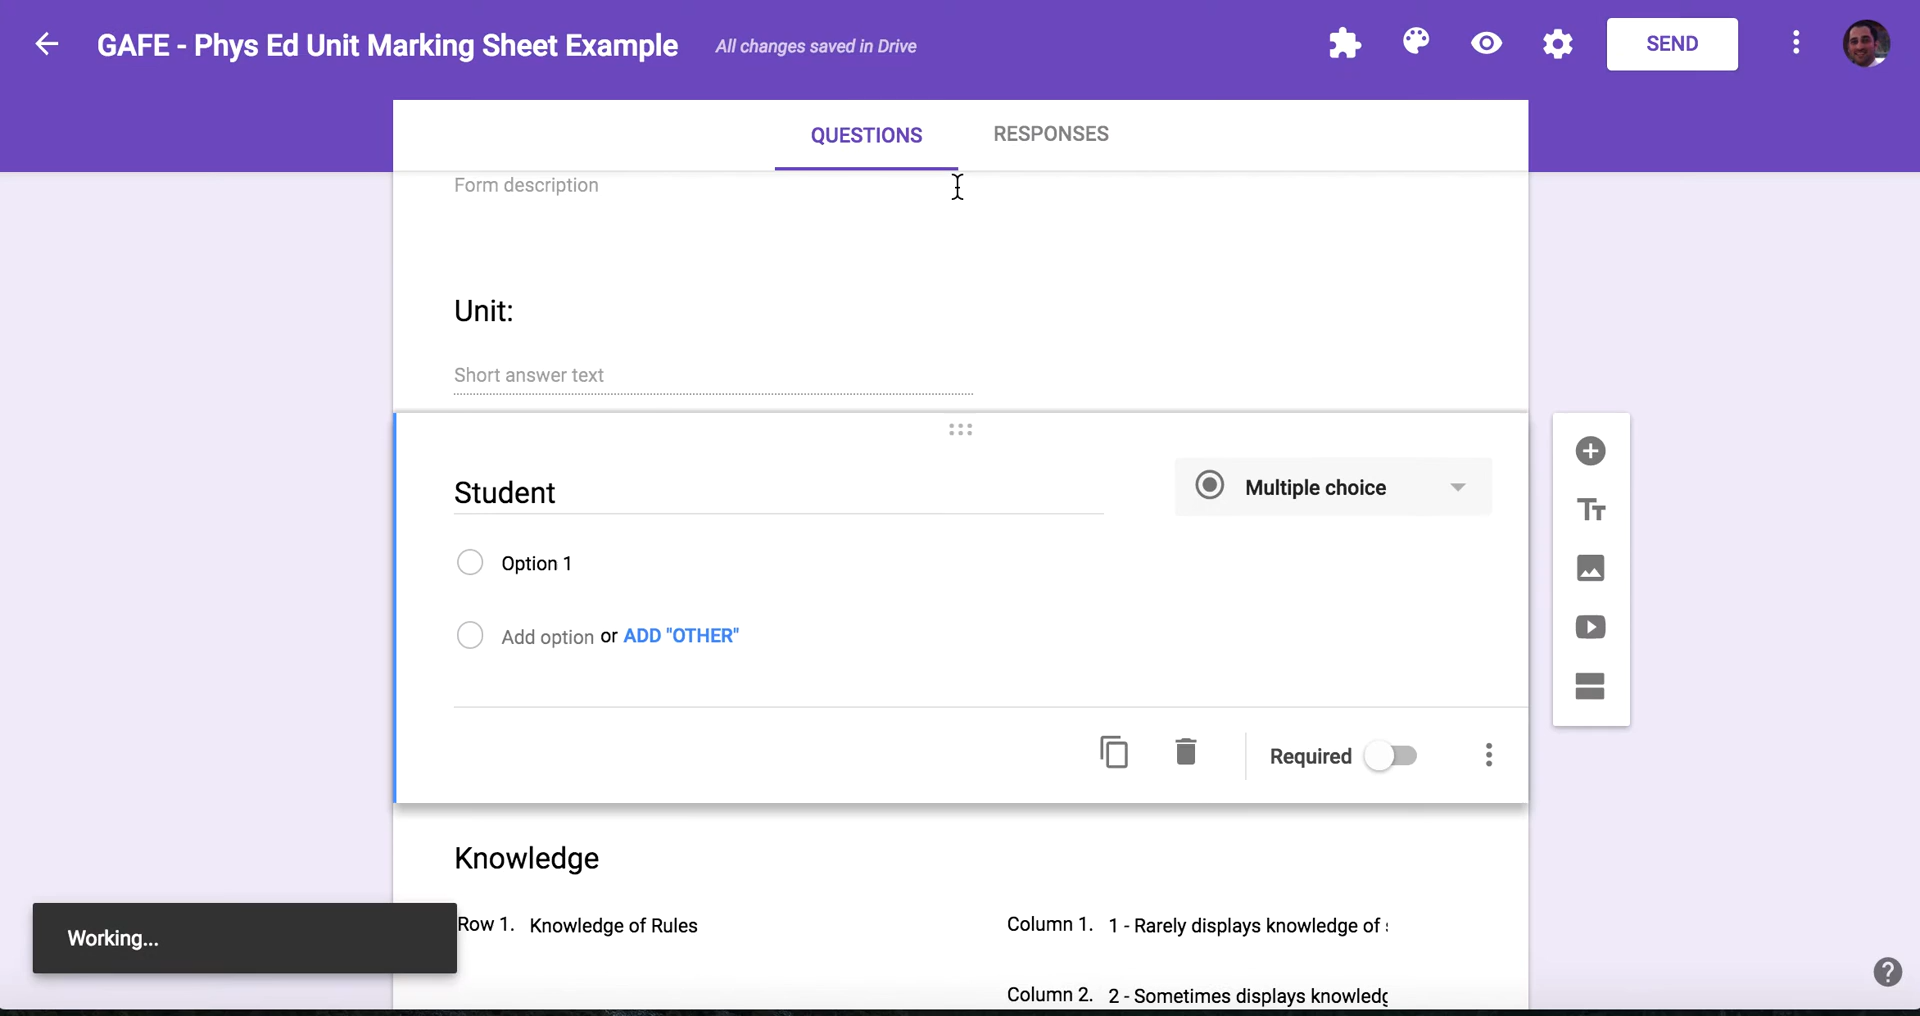 GAFE - Phys Ed Unit Marking Sheet Example
All changes saved in Drive
SEND
QUESTIONS
RESPONSES
Form description
Unit:
Short answer text
Student
Multiple choice
Option 1
Add option or ADD "OTHER"
Required
Knowledge
Row 1. Knowledge of Rules
Column 1. 1 - Rarely displays knowledge of
Working...
Column 2. 2 - Sometimes displays